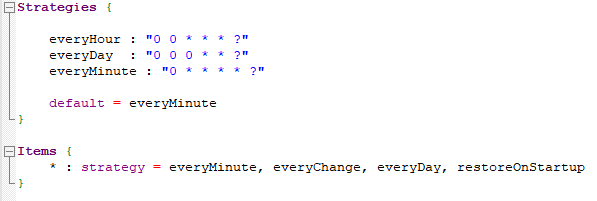 Strategies {
everyHour : "0 0 * * * ?"
everyDay  : "0 0 0 * * ?"
everyMinute : "0 * * * * ?"
default = everyMinute
}
Items {
* : strategy = everyMinute, everyChange, everyDay, restoreOnStartup
}